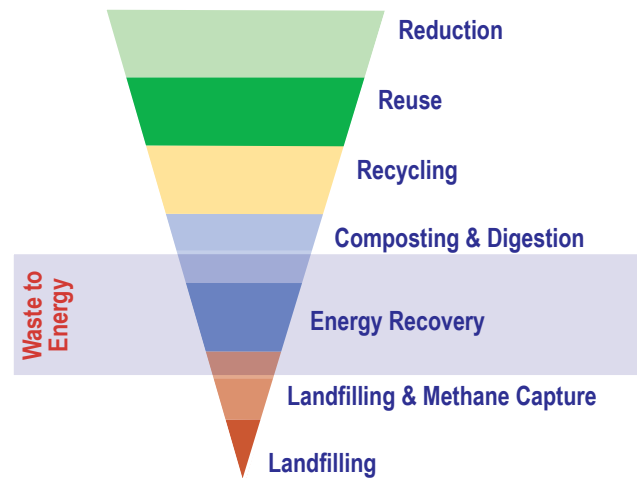 Reduction
Reuse
Recycling
Composting & Digestion
Waste to
Energy
Energy Recovery
Landfilling & Methane Capture
Landfilling